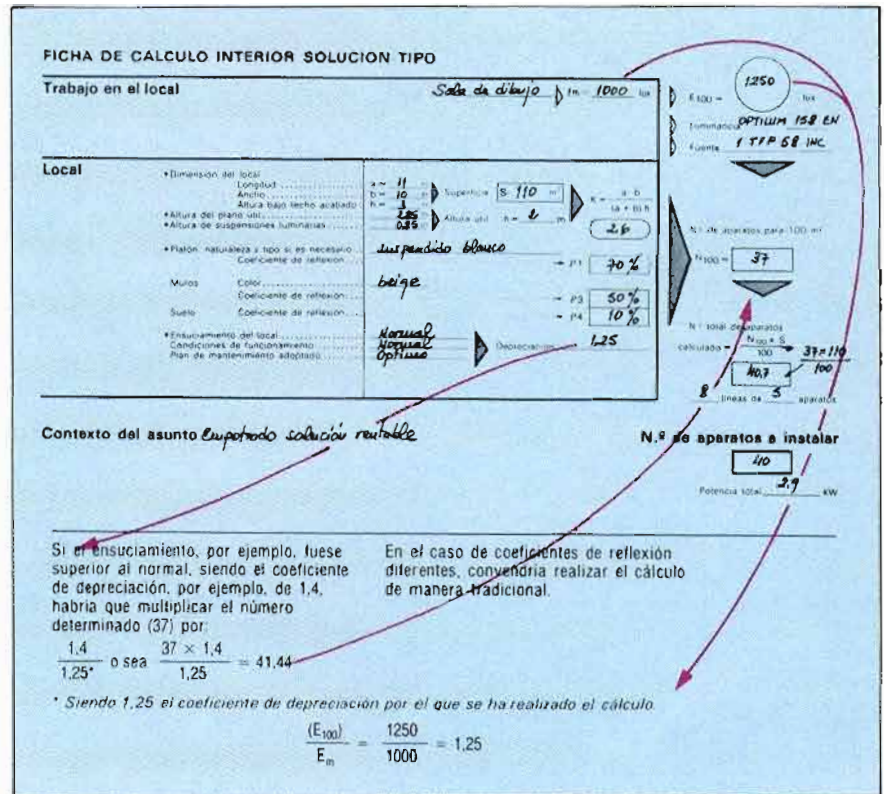 FICHA DE CALCULO INTERIOR SOLUCION TIPO
Trabajo en el local
Sala de dibujo Em 1000 lux
E100 = 1250 lux
Luminancia OPTILUM 158 EN
Fuente 1 TFP 58 INC
Local
•Dimensión del local
Longitud a = 11 m
Ancho b = 10 m
Altura bajo techo acabado h = 3
Superficie S 110 m²
K = a · b / (a + b) h
•Altura del plano útil 0,85
•Altura de suspensiones luminarias 0,25
Altura útil h = 2 m
2,6
•Plafón: naturaleza y tipo si es necesario suspendido blanco
Coeficiente de reflexión → P1 70 %
Muros Color beige
Coeficiente de reflexión → P3 50 %
Suelo Coeficiente de reflexión → P4 10 %
•Ensuciamiento del local Normal
Condiciones de funcionamiento Normal
Plan de mantenimiento adoptado Optimo
Depreciación 1,25
N.º de aparatos para 100 m²
N100 = 37
N.º total de aparatos
calculado = N100 × S / 100
37 × 110 / 100
40,7
8 líneas de 5 aparatos
Contexto del asunto Empotrado solución rentable
N.º de aparatos a instalar
40
Potencia total 2,9 kW
Si el ensuciamiento, por ejemplo, fuese
superior al normal, siendo el coeficiente
de depreciación, por ejemplo, de 1,4,
habría que multiplicar el número
determinado (37) por:
1,4 / 1,25* o sea 37 × 1,4 / 1,25 = 41,44
En el caso de coeficientes de reflexión
diferentes, convendría realizar el cálculo
de manera tradicional.
* Siendo 1,25 el coeficiente de depreciación por el que se ha realizado el cálculo.
(E100) / Em = 1250 / 1000 = 1,25